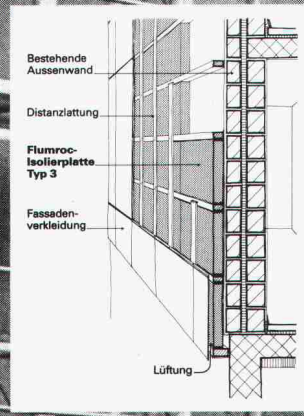 Bestehende
Aussenwand
Distanzlattung
Flumroc-
Isolierplatte
Typ 3
Fassaden-
verkleidung
Lüftung